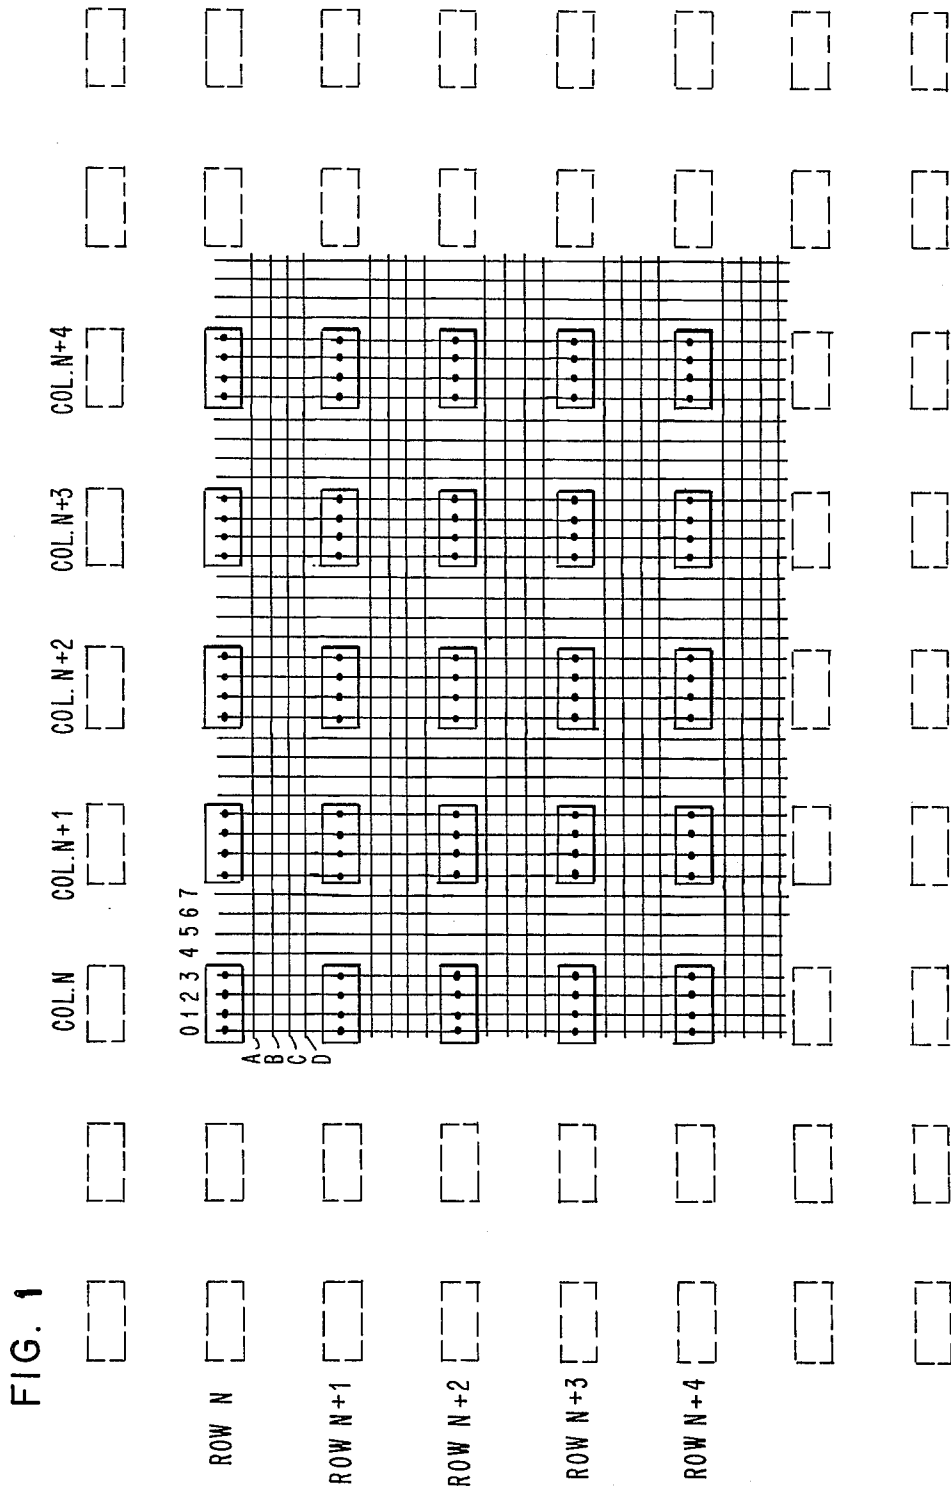 FIG. 1
COL.N COL.N+1 COL.N+2 COL.N+3 COL.N+4
0 1 2 3 4 5 6 7
ROW N
A
B
C
D
ROW N+1
ROW N+2
ROW N+3
ROW N+4